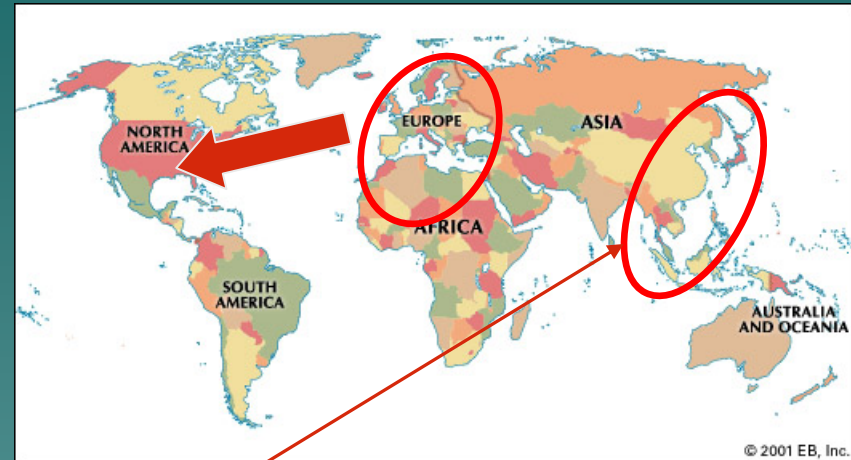 NORTH
AMERICA
EUROPE
ASIA
AFRICA
SOUTH
AMERICA
AUSTRALIA
AND OCEANIA
© 2001 EB, Inc.